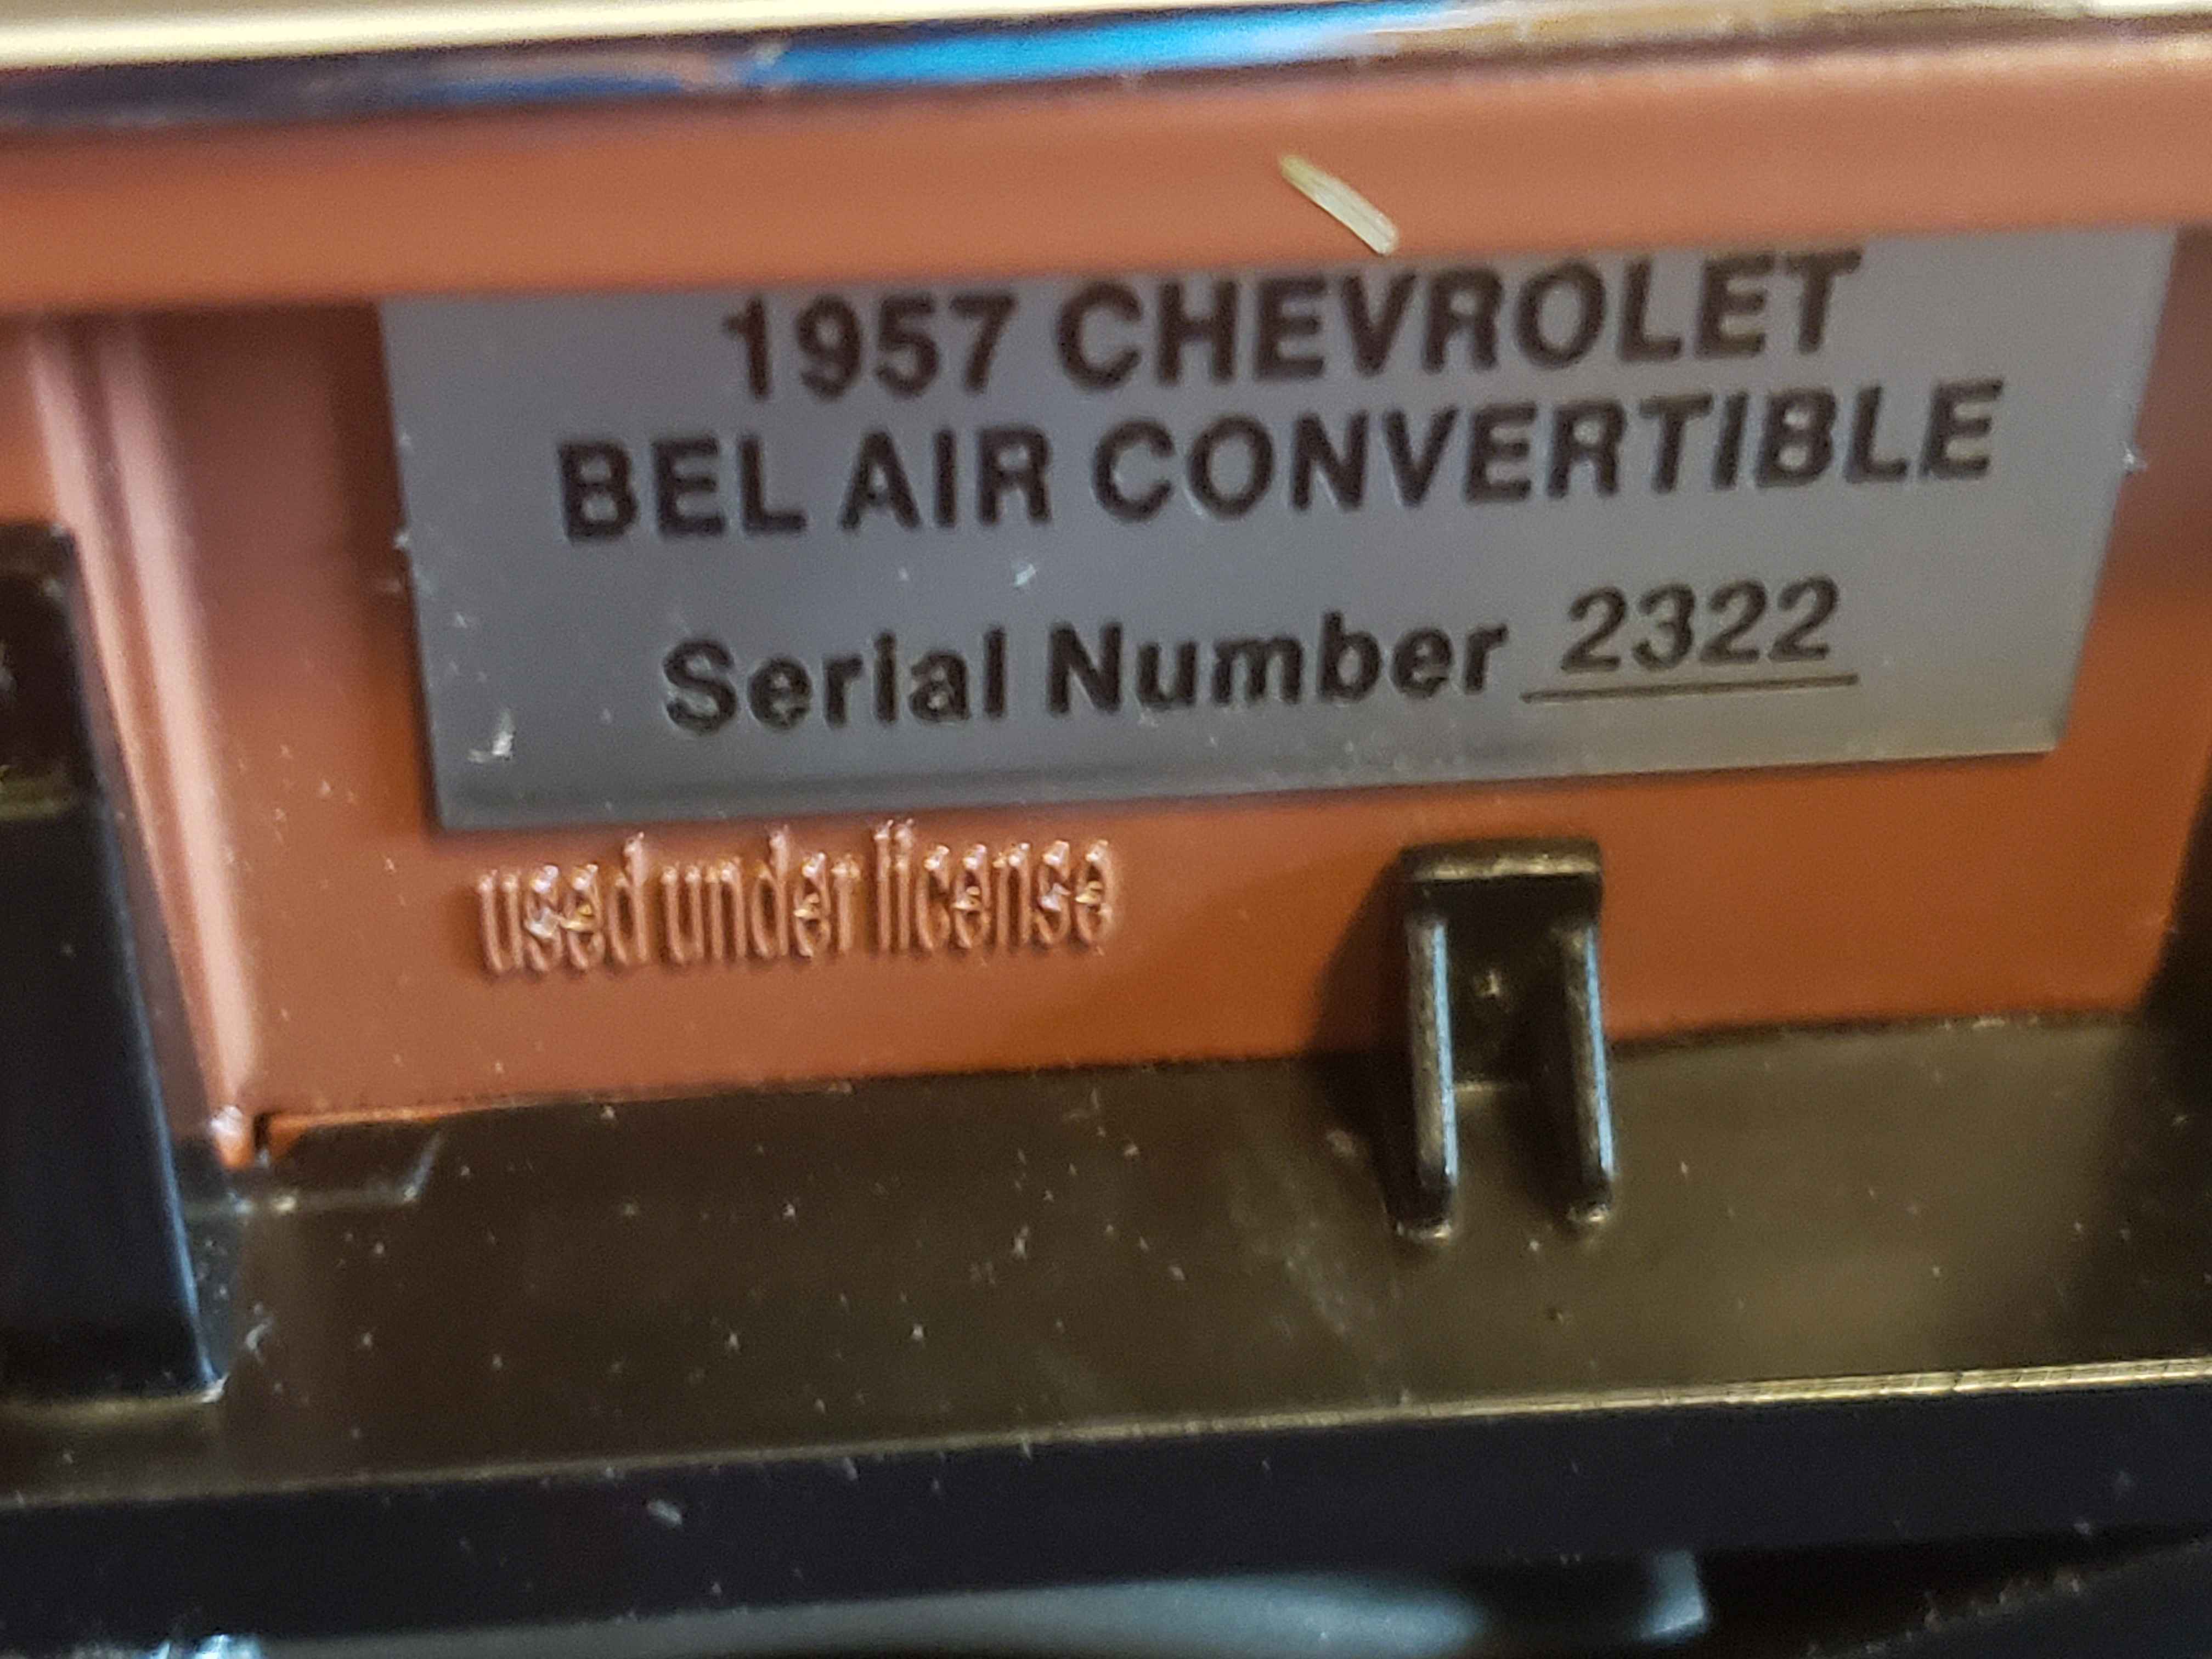 1957 CHEVROLET
BEL AIR CONVERTIBLE
Serial Number 2322
used under license